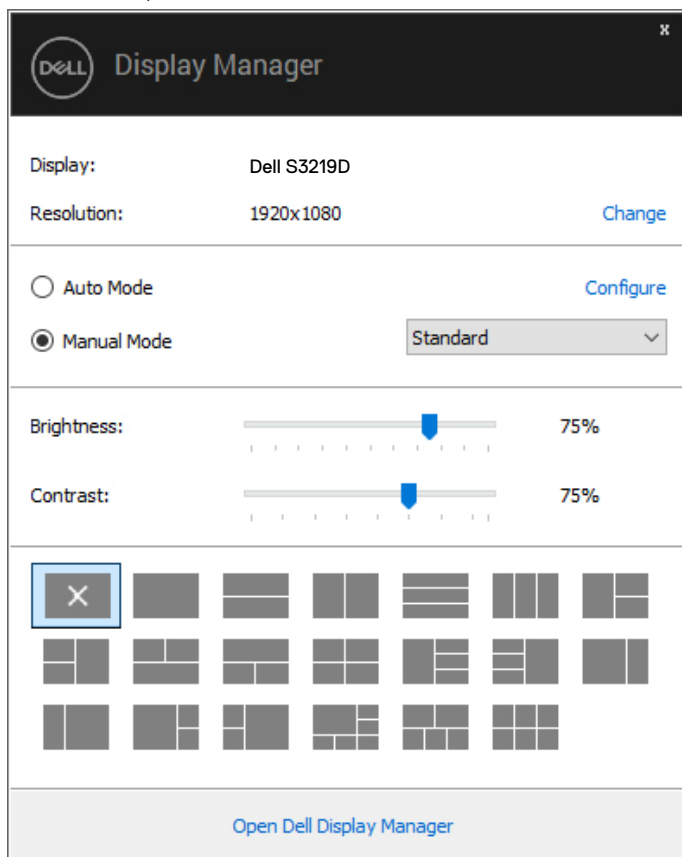 x
DELL Display Manager
Display: Dell S3219D
Resolution: 1920x1080 Change
Auto Mode Configure
Manual Mode Standard
Brightness: 75%
Contrast: 75%
Open Dell Display Manager